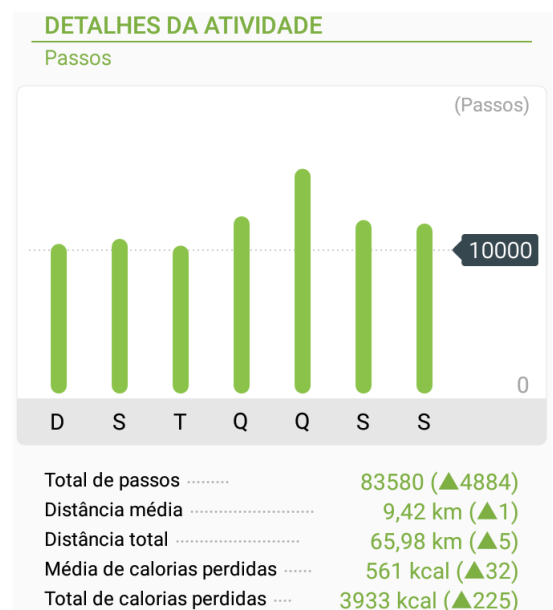 DETALHES DA ATIVIDADE
Passos
(Passos)
10000
0
D S T Q Q S S
Total de passos 83580 (▲4884)
Distância média 9,42 km (▲1)
Distância total 65,98 km (▲5)
Média de calorias perdidas 561 kcal (▲32)
Total de calorias perdidas 3933 kcal (▲225)